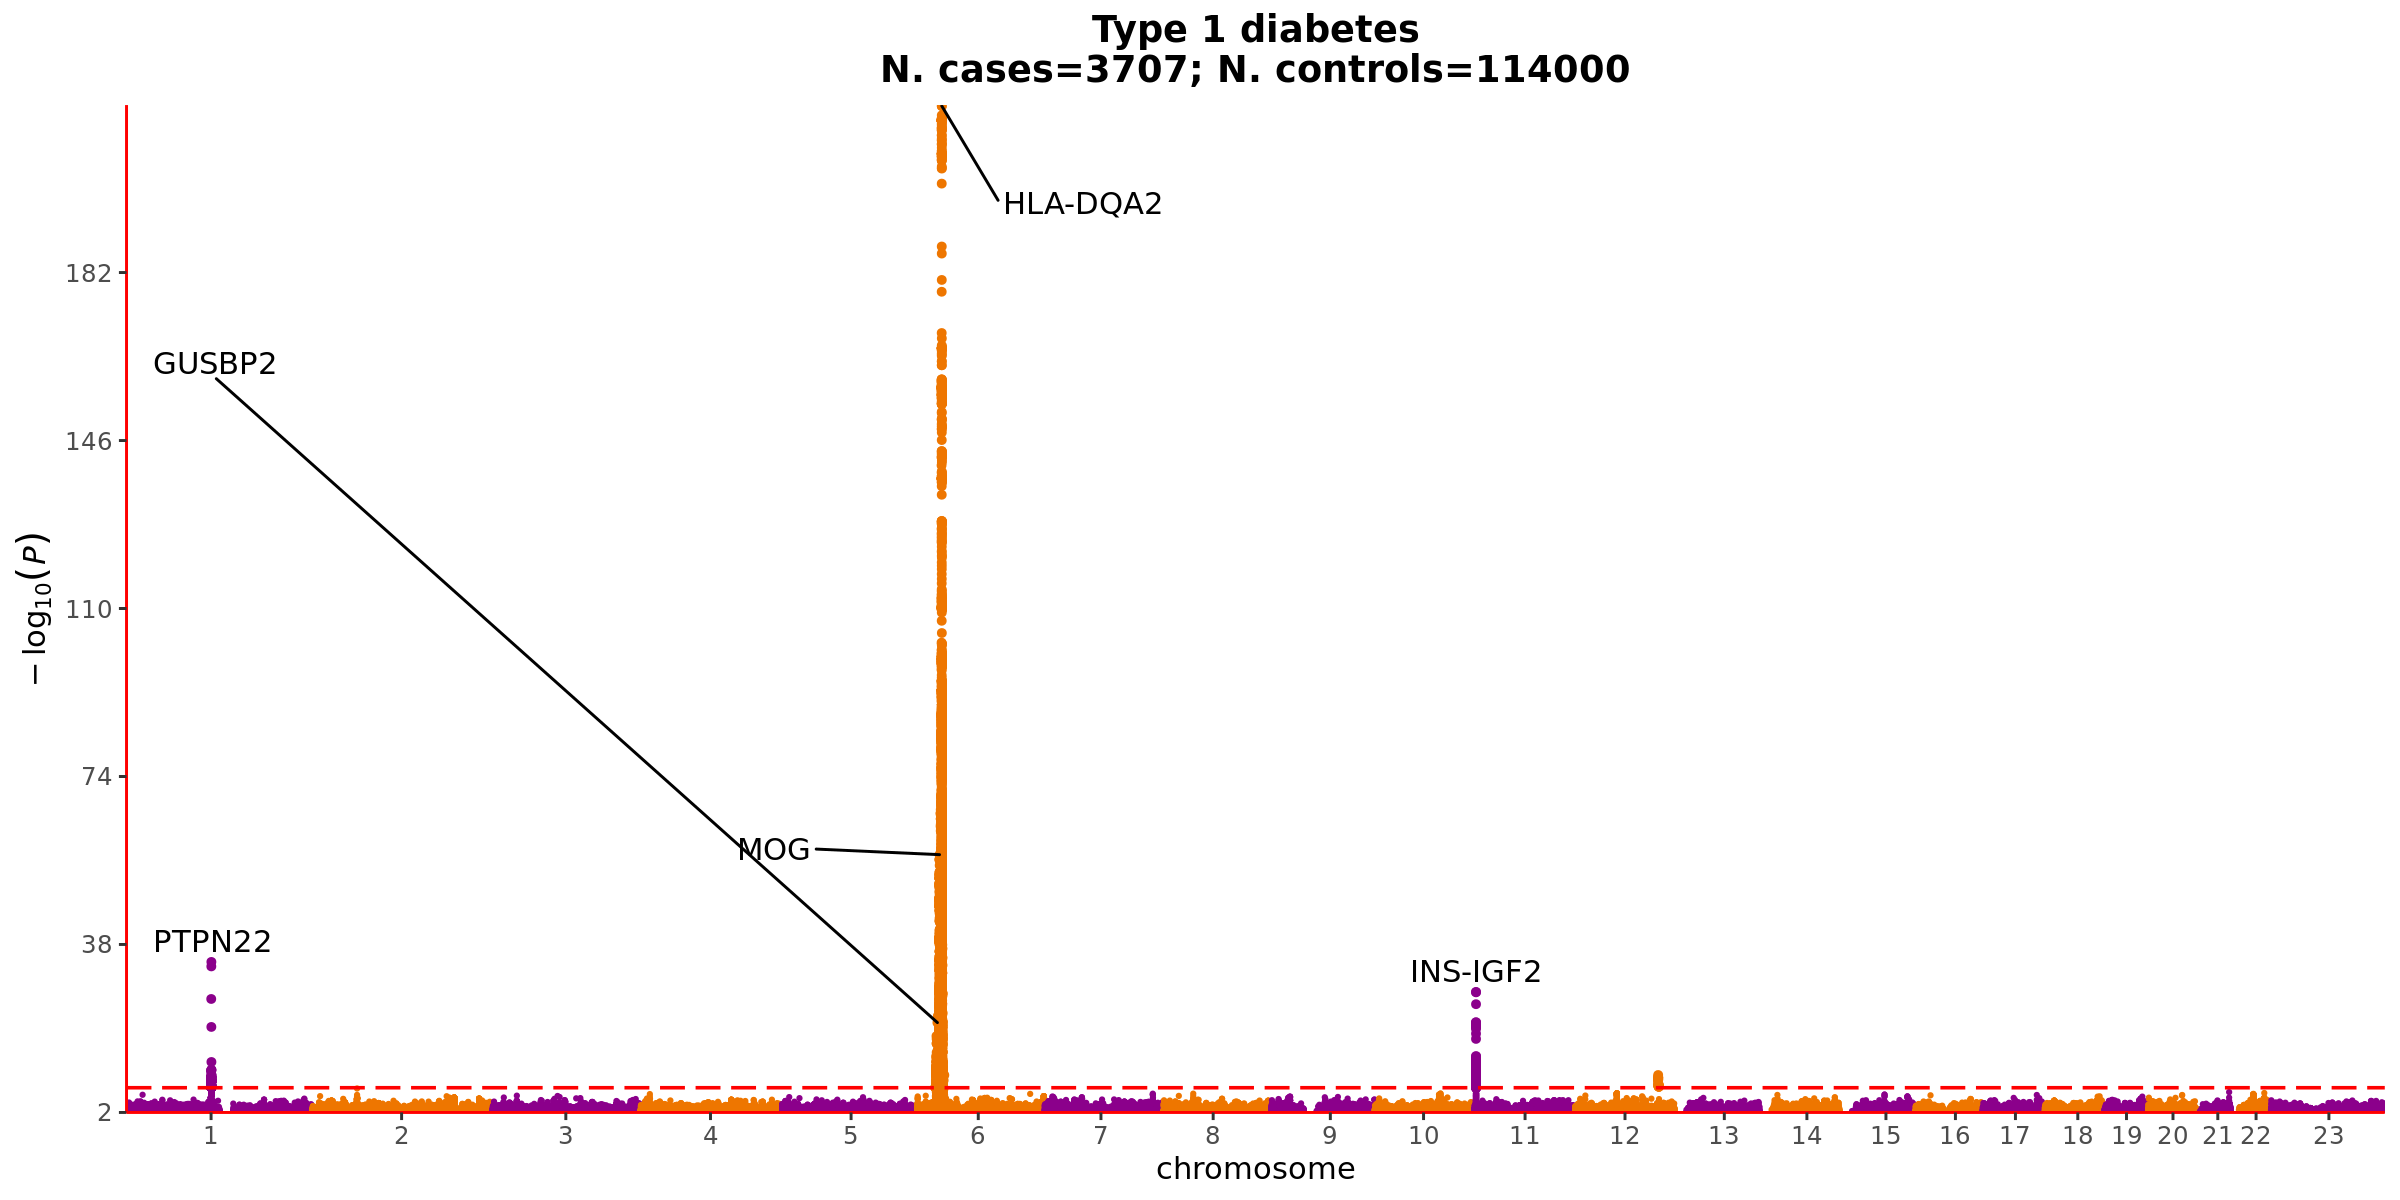 Type 1 diabetes
N. cases=3707; N. controls=114000
HLA-DQA2
182
GUSBP2
146
− log10(P)
110
74
MOG
38
PTPN22
INS-IGF2
2
1 2 3 4 5 6 7 8 9 10 11 12 13 14 15 16 17 18 19 20 21 22 23
chromosome